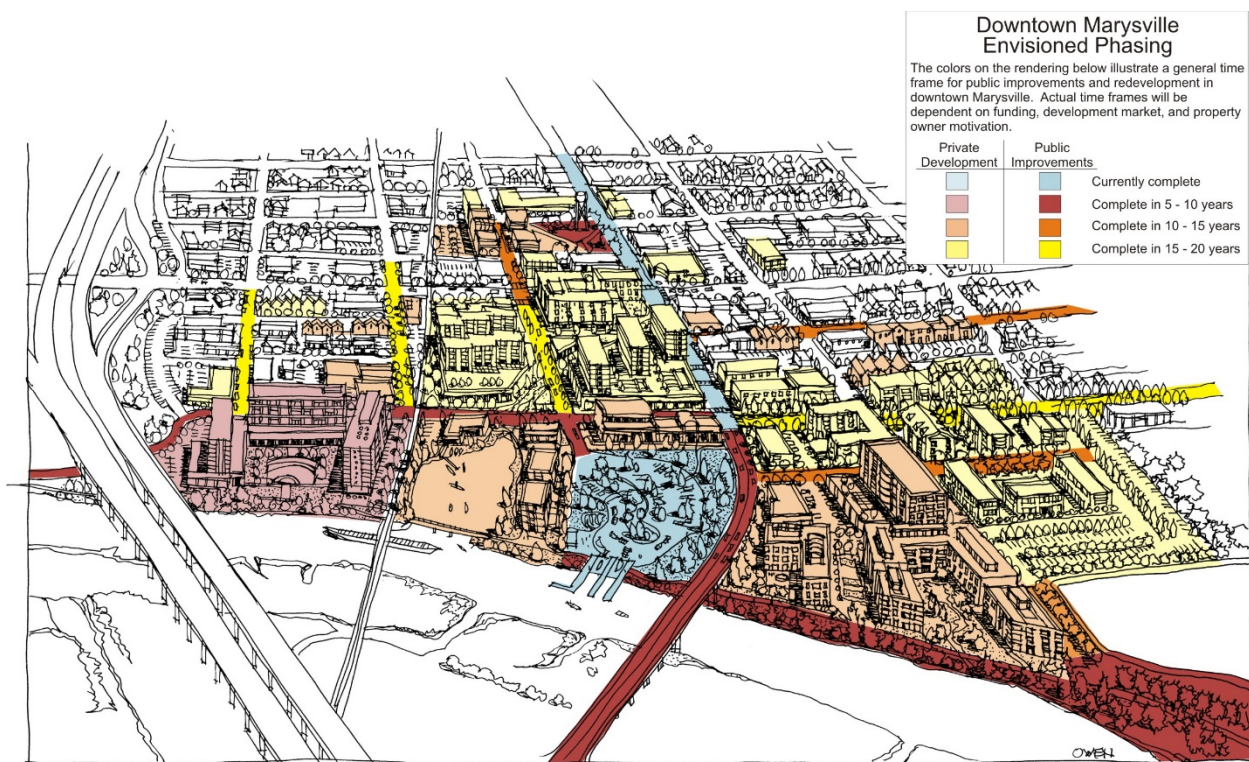 Downtown Marysville
Envisioned Phasing
The colors on the rendering below illustrate a general time
frame for public improvements and redevelopment in
downtown Marysville. Actual time frames will be
dependent on funding, development market, and property
owner motivation.
Private Development
Public Improvements
Currently complete
Complete in 5 - 10 years
Complete in 10 - 15 years
Complete in 15 - 20 years
OWEN